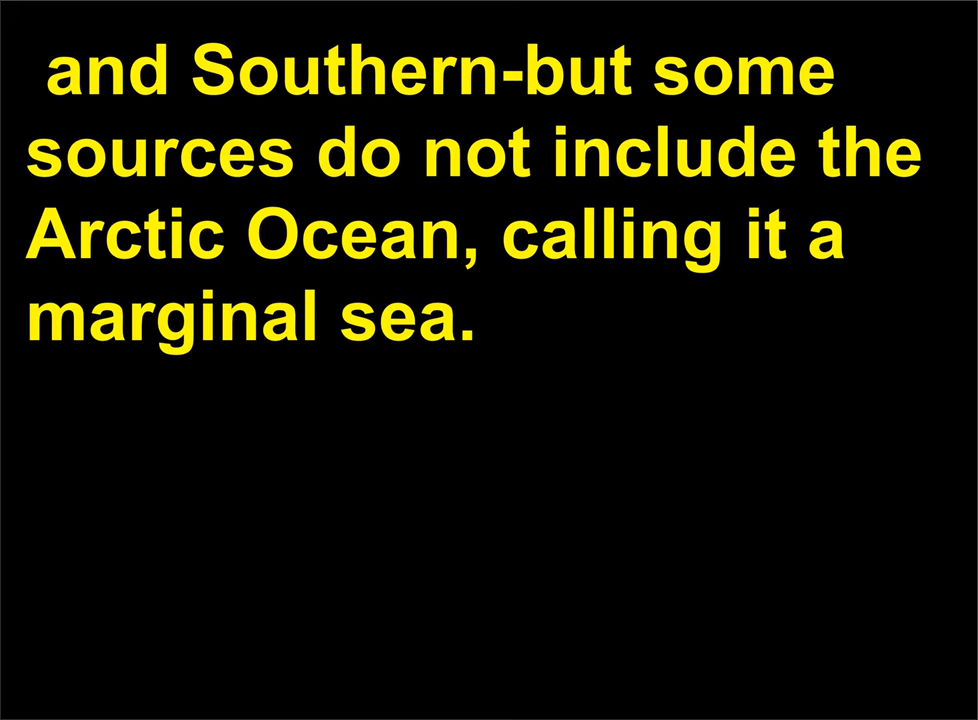 and Southern-but some
sources do not include the
Arctic Ocean, calling it a
marginal sea.